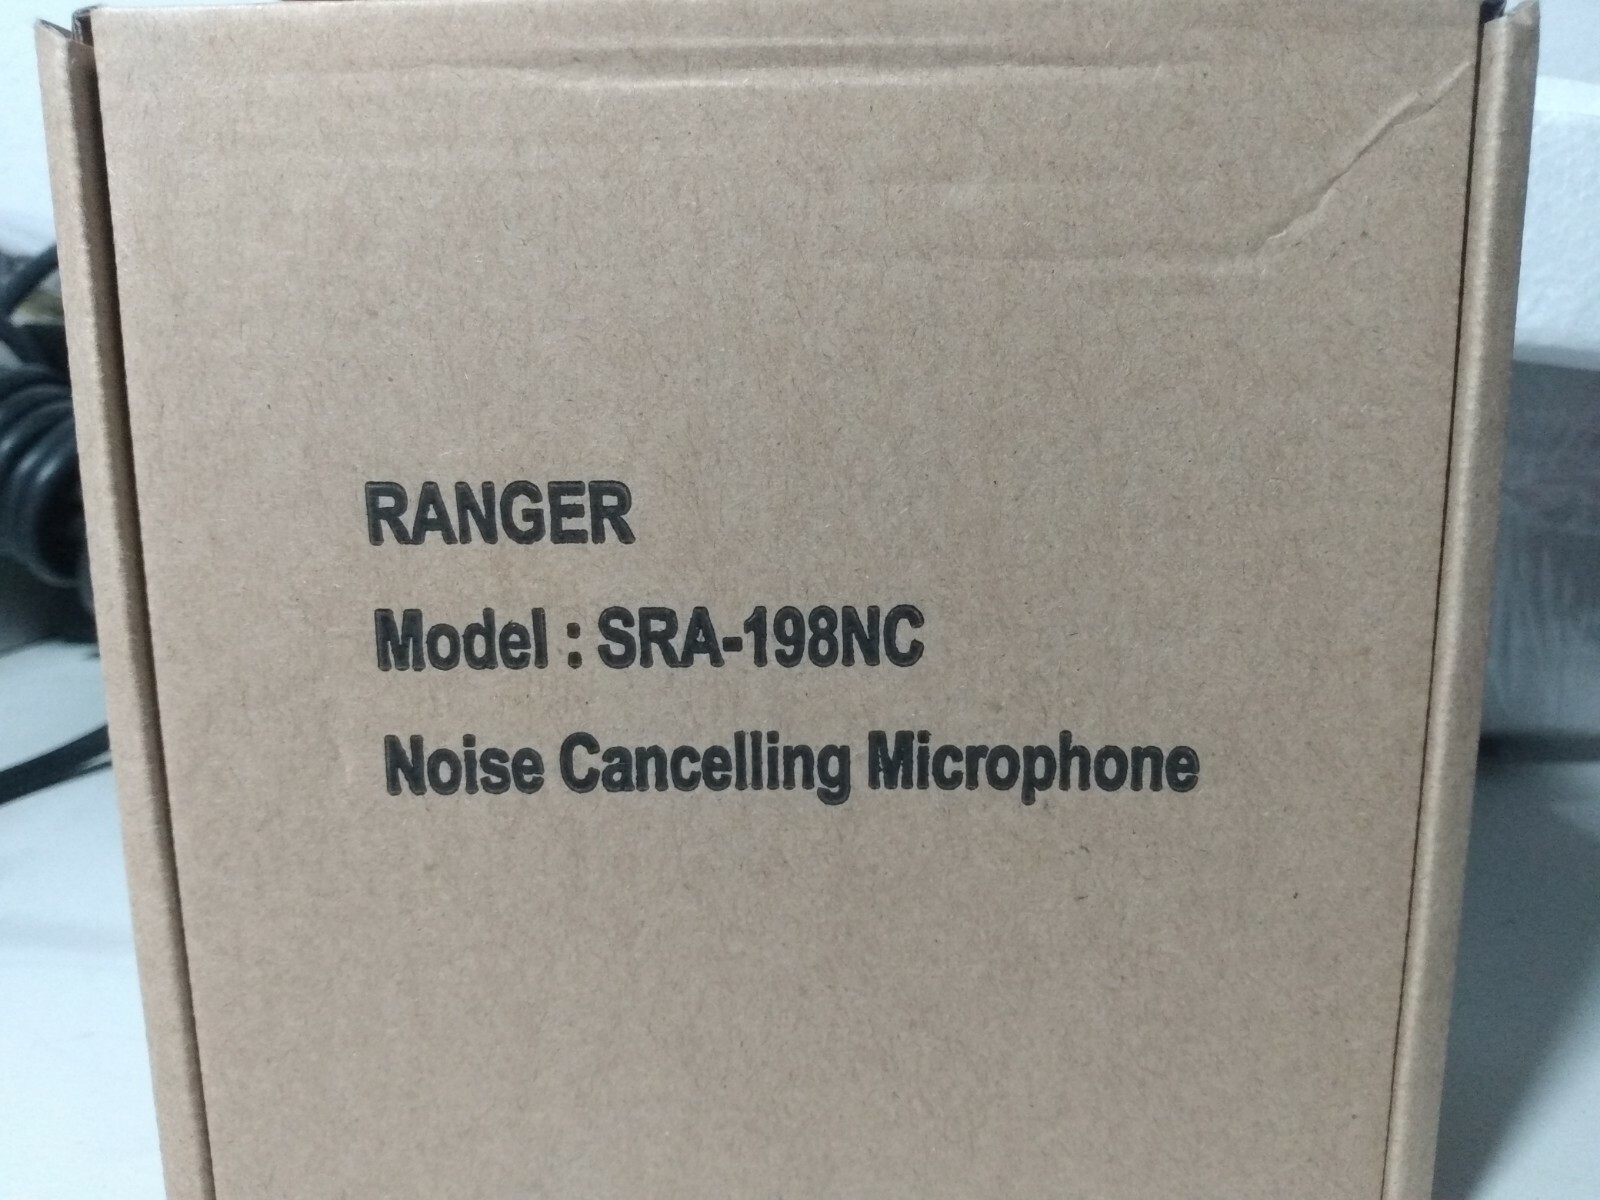 RANGER
Model : SRA-198NC
Noise Cancelling Microphone